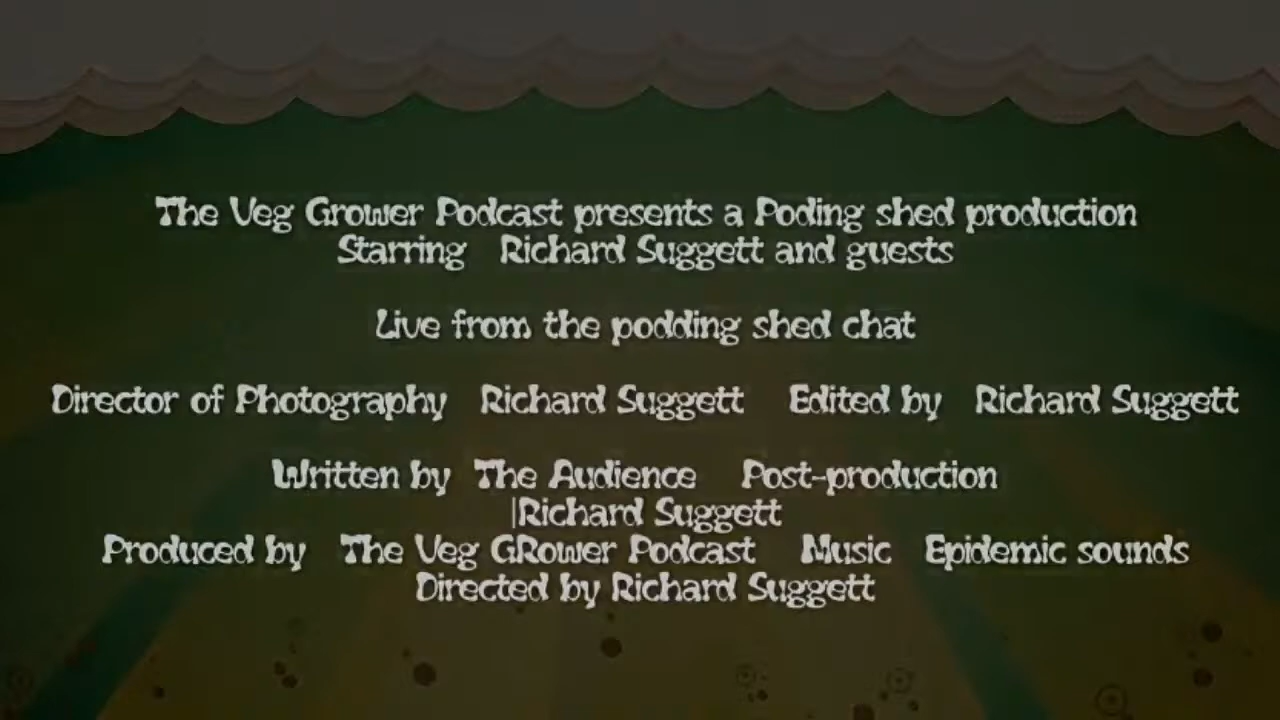 The Veg Grower Podcast presents a Poding shed production
Starring Richard Suggett and guests
Live from the podding shed chat
Director of Photography Richard Suggett Edited by Richard Suggett
Written by The Audience Post-production
|Richard Suggett
Produced by The Veg GRower Podcast Music Epidemic sounds
Directed by Richard Suggett